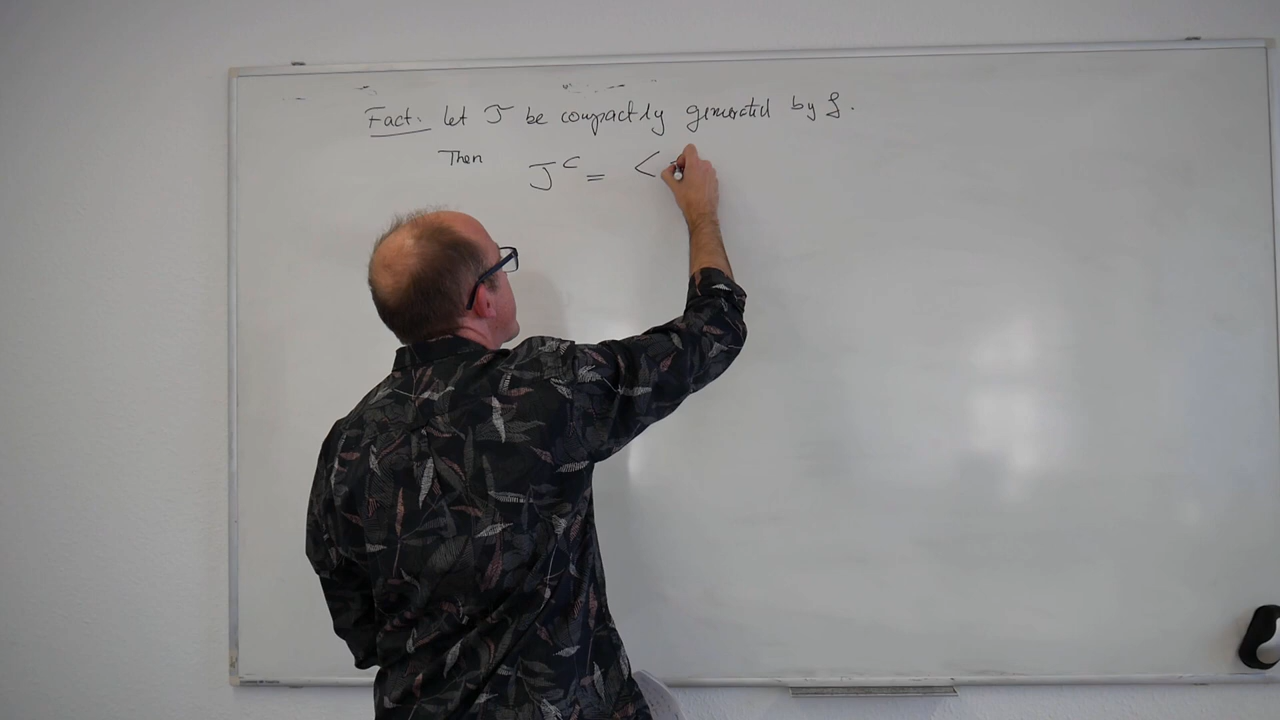 Fact: Let T be compactly generated by S.
Then T^c = <